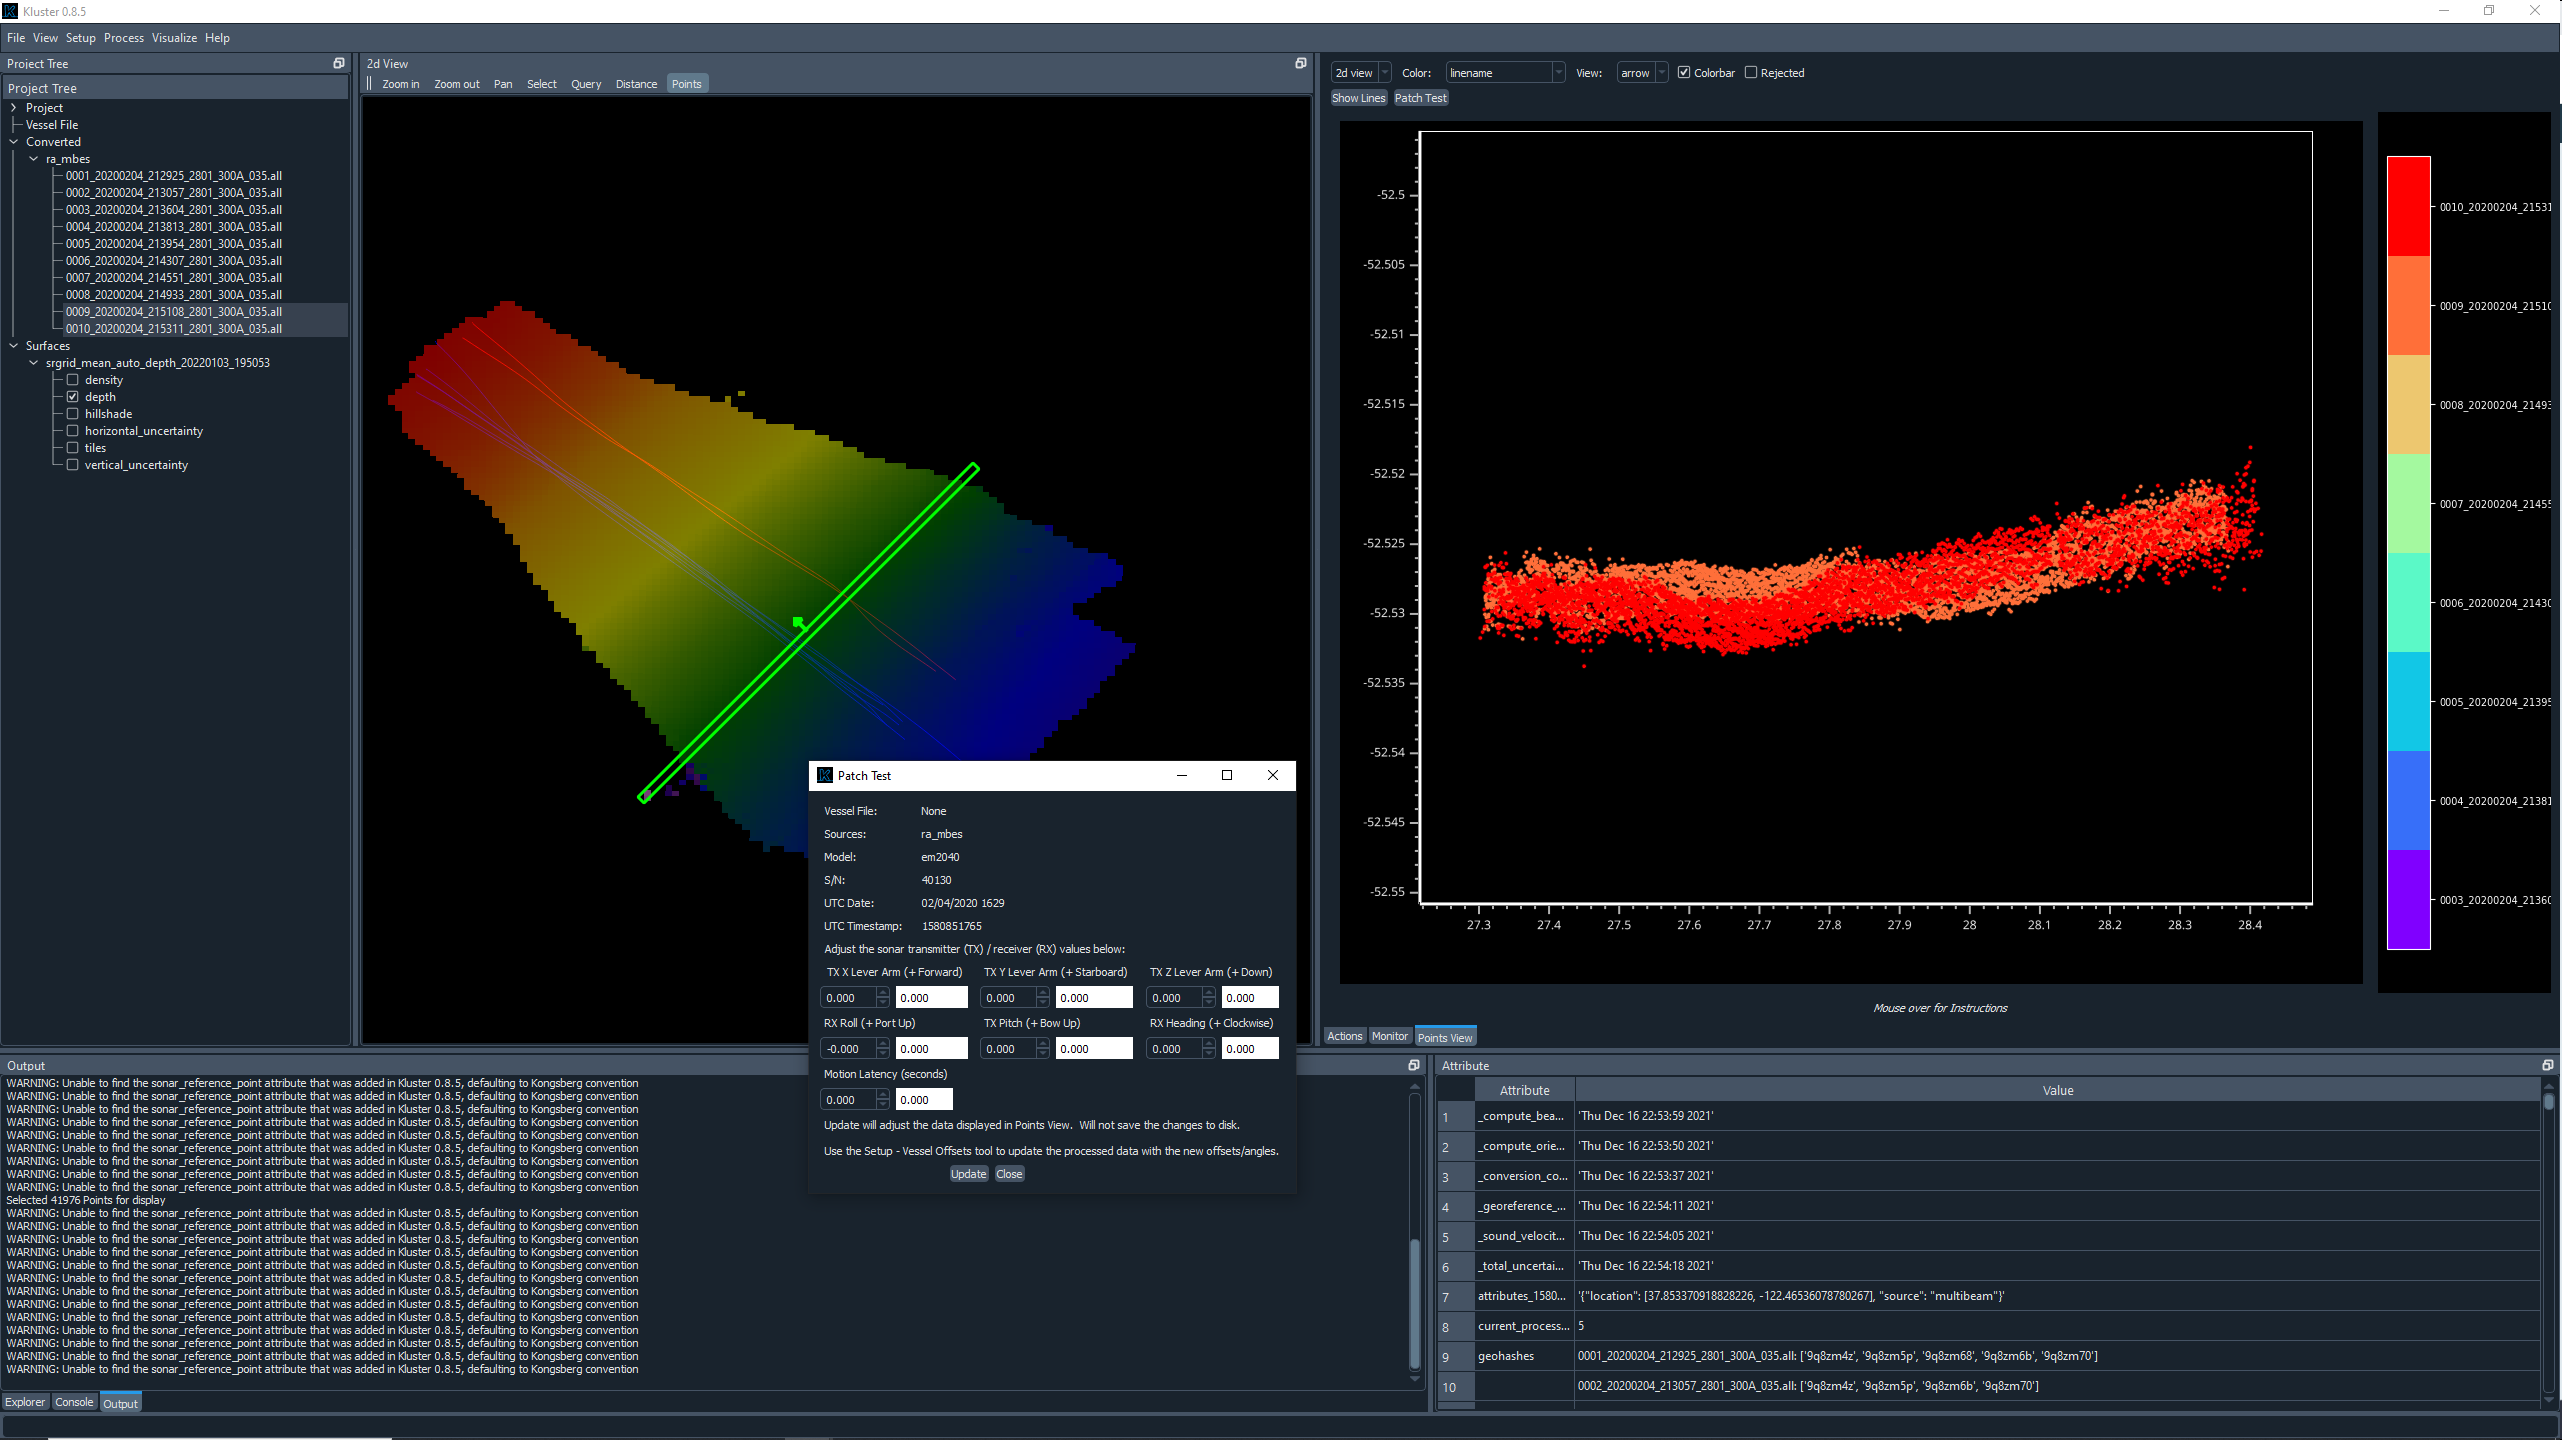 Kluster 0.8.5
File View Setup Process Visualize Help
Project Tree
Project Tree
Project
Vessel File
Converted
ra_mbes
0001_20200204_212925_2801_300A_035.all
0002_20200204_213057_2801_300A_035.all
0003_20200204_213604_2801_300A_035.all
0004_20200204_213813_2801_300A_035.all
0005_20200204_213954_2801_300A_035.all
0006_20200204_214307_2801_300A_035.all
0007_20200204_214551_2801_300A_035.all
0008_20200204_214933_2801_300A_035.all
0009_20200204_215108_2801_300A_035.all
0010_20200204_215311_2801_300A_035.all
Surfaces
srgrid_mean_auto_depth_20220103_195053
density
depth
hillshade
horizontal_uncertainty
tiles
vertical_uncertainty
2d View
Zoom in Zoom out Pan Select Query Distance Points
2d view Color: linename View: arrow Colorbar Rejected
Show Lines Patch Test
-52.5
-52.505
-52.51
-52.515
-52.52
-52.525
-52.53
-52.535
-52.54
-52.545
-52.55
27.3 27.4 27.5 27.6 27.7 27.8 27.9 28 28.1 28.2 28.3 28.4
0010_20200204_21531
0009_20200204_21510
0008_20200204_21493
0007_20200204_21455
0006_20200204_21430
0005_20200204_21395
0004_20200204_21381
0003_20200204_21360
Mouse over for Instructions
Actions Monitor Points View
Patch Test
Vessel File: None
Sources: ra_mbes
Model: em2040
S/N: 40130
UTC Date: 02/04/2020 1629
UTC Timestamp: 1580851765
Adjust the sonar transmitter (TX) / receiver (RX) values below:
TX X Lever Arm (+ Forward) TX Y Lever Arm (+ Starboard) TX Z Lever Arm (+ Down)
0.000 0.000 0.000 0.000 0.000 0.000
RX Roll (+ Port Up) TX Pitch (+ Bow Up) RX Heading (+ Clockwise)
-0.000 0.000 0.000 0.000 0.000 0.000
Motion Latency (seconds)
0.000 0.000
Update will adjust the data displayed in Points View. Will not save the changes to disk.
Use the Setup - Vessel Offsets tool to update the processed data with the new offsets/angles.
Update Close
Output
WARNING: Unable to find the sonar_reference_point attribute that was added in Kluster 0.8.5, defaulting to Kongsberg convention
WARNING: Unable to find the sonar_reference_point attribute that was added in Kluster 0.8.5, defaulting to Kongsberg convention
WARNING: Unable to find the sonar_reference_point attribute that was added in Kluster 0.8.5, defaulting to Kongsberg convention
WARNING: Unable to find the sonar_reference_point attribute that was added in Kluster 0.8.5, defaulting to Kongsberg convention
WARNING: Unable to find the sonar_reference_point attribute that was added in Kluster 0.8.5, defaulting to Kongsberg convention
WARNING: Unable to find the sonar_reference_point attribute that was added in Kluster 0.8.5, defaulting to Kongsberg convention
WARNING: Unable to find the sonar_reference_point attribute that was added in Kluster 0.8.5, defaulting to Kongsberg convention
WARNING: Unable to find the sonar_reference_point attribute that was added in Kluster 0.8.5, defaulting to Kongsberg convention
WARNING: Unable to find the sonar_reference_point attribute that was added in Kluster 0.8.5, defaulting to Kongsberg convention
Selected 41976 Points for display
WARNING: Unable to find the sonar_reference_point attribute that was added in Kluster 0.8.5, defaulting to Kongsberg convention
WARNING: Unable to find the sonar_reference_point attribute that was added in Kluster 0.8.5, defaulting to Kongsberg convention
WARNING: Unable to find the sonar_reference_point attribute that was added in Kluster 0.8.5, defaulting to Kongsberg convention
WARNING: Unable to find the sonar_reference_point attribute that was added in Kluster 0.8.5, defaulting to Kongsberg convention
WARNING: Unable to find the sonar_reference_point attribute that was added in Kluster 0.8.5, defaulting to Kongsberg convention
WARNING: Unable to find the sonar_reference_point attribute that was added in Kluster 0.8.5, defaulting to Kongsberg convention
WARNING: Unable to find the sonar_reference_point attribute that was added in Kluster 0.8.5, defaulting to Kongsberg convention
WARNING: Unable to find the sonar_reference_point attribute that was added in Kluster 0.8.5, defaulting to Kongsberg convention
WARNING: Unable to find the sonar_reference_point attribute that was added in Kluster 0.8.5, defaulting to Kongsberg convention
WARNING: Unable to find the sonar_reference_point attribute that was added in Kluster 0.8.5, defaulting to Kongsberg convention
WARNING: Unable to find the sonar_reference_point attribute that was added in Kluster 0.8.5, defaulting to Kongsberg convention
WARNING: Unable to find the sonar_reference_point attribute that was added in Kluster 0.8.5, defaulting to Kongsberg convention
WARNING: Unable to find the sonar_reference_point attribute that was added in Kluster 0.8.5, defaulting to Kongsberg convention
Explorer Console Output
Attribute
Attribute Value
1 _compute_bea... 'Thu Dec 16 22:53:59 2021'
2 _compute_orie... 'Thu Dec 16 22:53:50 2021'
3 _conversion_co... 'Thu Dec 16 22:53:37 2021'
4 _georeference_... 'Thu Dec 16 22:54:11 2021'
5 _sound_velocit... 'Thu Dec 16 22:54:05 2021'
6 _total_uncertai... 'Thu Dec 16 22:54:18 2021'
7 attributes_1580... '{"location": [37.853370918828226, -122.46536078780267], "source": "multibeam"}'
8 current_process... 5
9 geohashes 0001_20200204_212925_2801_300A_035.all: ['9q8zm4z', '9q8zm5p', '9q8zm68', '9q8zm6b', '9q8zm70']
10 0002_20200204_213057_2801_300A_035.all: ['9q8zm4z', '9q8zm5p', '9q8zm6b', '9q8zm70']